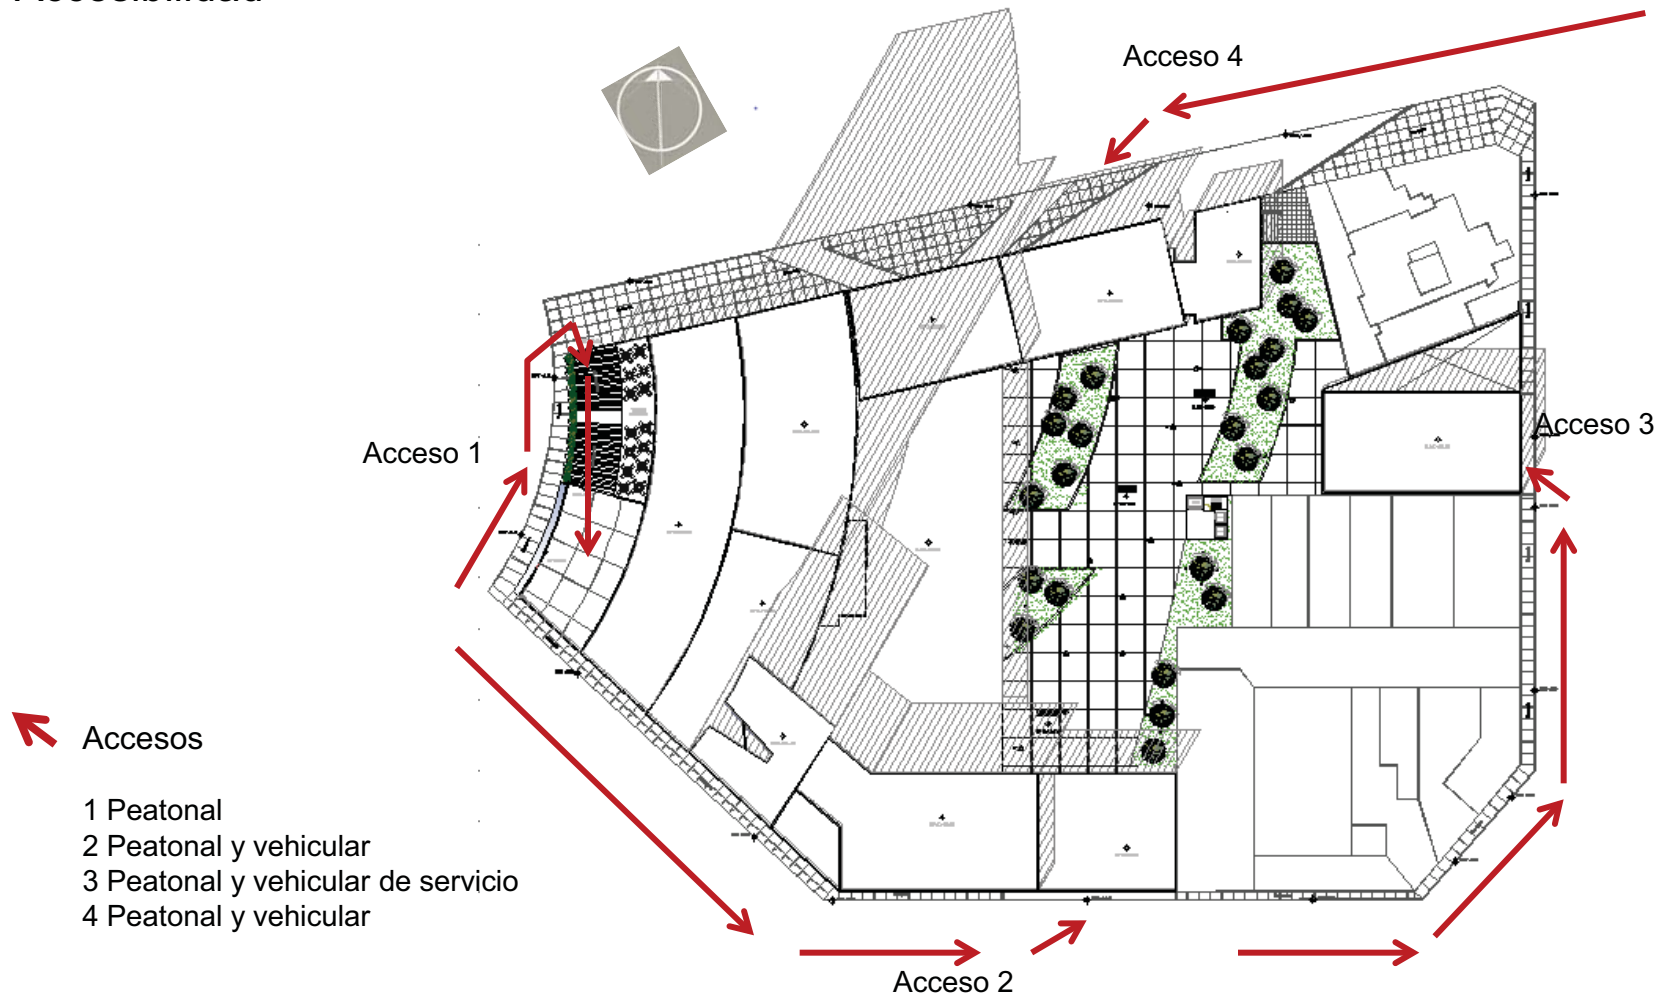 Accesibilidad
Acceso 4
Acceso 3
Acceso 1
Accesos
1 Peatonal
2 Peatonal y vehicular
3 Peatonal y vehicular de servicio
4 Peatonal y vehicular
Acceso 2